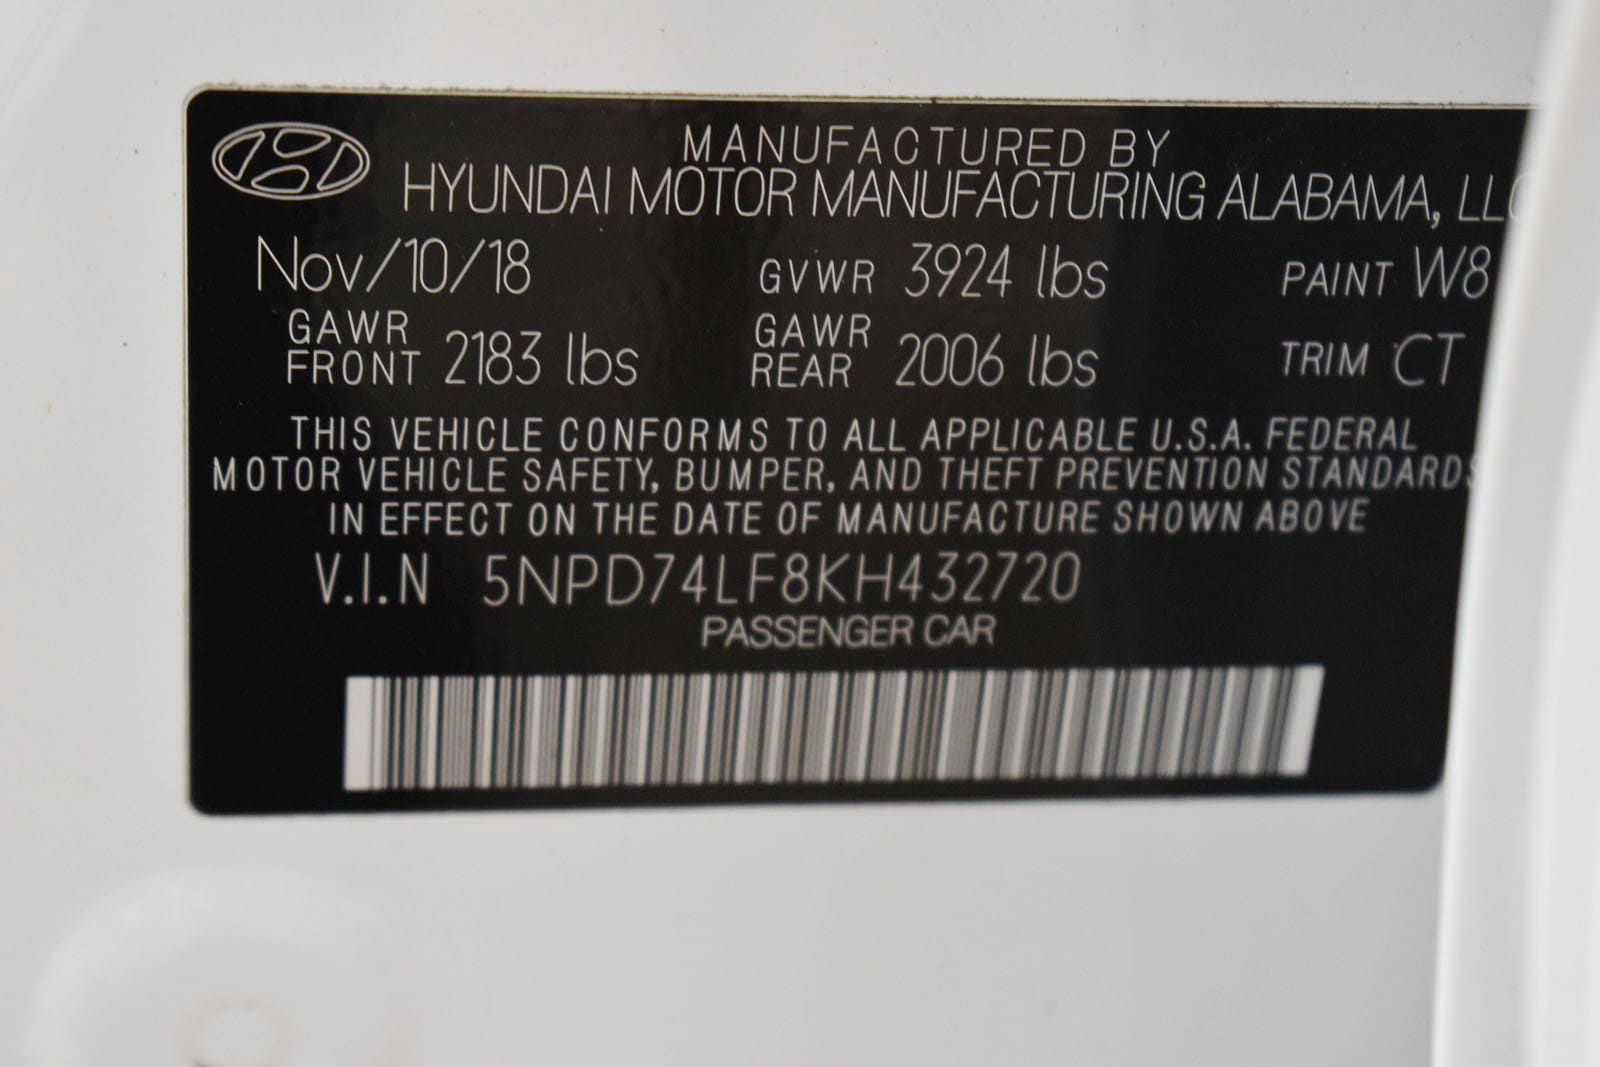 MANUFACTURED BY
HYUNDAI MOTOR MANUFACTURING ALABAMA, LLC
Nov/10/18 GVWR 3924 lbs PAINT W8
GAWR FRONT 2183 lbs GAWR REAR 2006 lbs TRIM CT
THIS VEHICLE CONFORMS TO ALL APPLICABLE U.S.A. FEDERAL
MOTOR VEHICLE SAFETY, BUMPER, AND THEFT PREVENTION STANDARDS
IN EFFECT ON THE DATE OF MANUFACTURE SHOWN ABOVE
V.I.N 5NPD74LF8KH432720
PASSENGER CAR